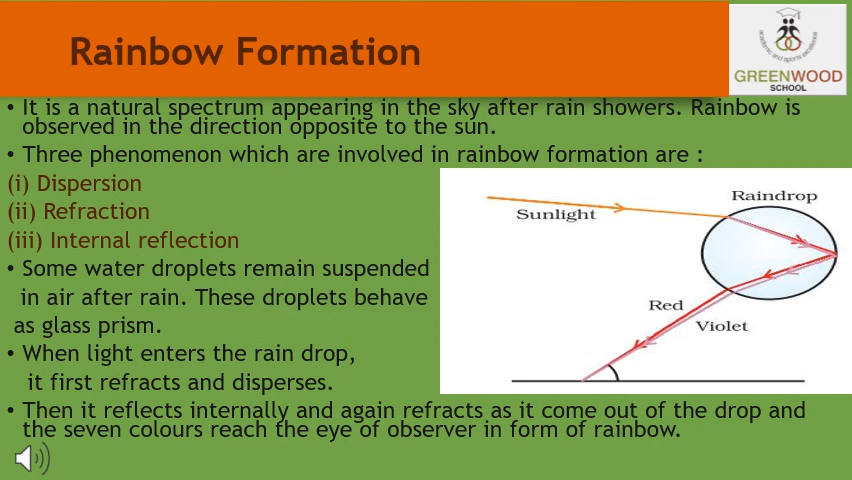 Rainbow Formation
academic and sports excellence
GREENWOOD
SCHOOL
• It is a natural spectrum appearing in the sky after rain showers. Rainbow is
observed in the direction opposite to the sun.
• Three phenomenon which are involved in rainbow formation are :
(i) Dispersion
(ii) Refraction
(iii) Internal reflection
• Some water droplets remain suspended
in air after rain. These droplets behave
as glass prism.
• When light enters the rain drop,
it first refracts and disperses.
• Then it reflects internally and again refracts as it come out of the drop and
the seven colours reach the eye of observer in form of rainbow.
Raindrop
Sunlight
Red
Violet